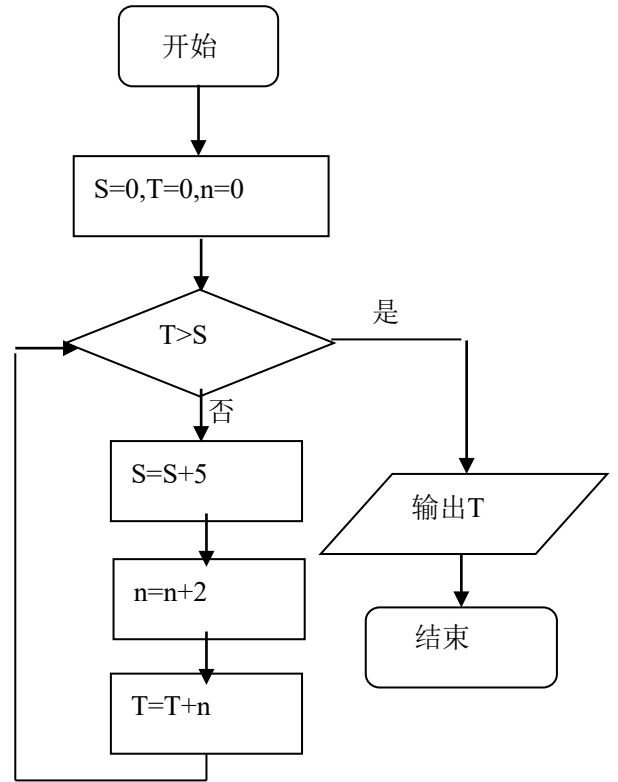 开始
S=0,T=0,n=0
T>S
是
否
S=S+5
输出T
n=n+2
结束
T=T+n